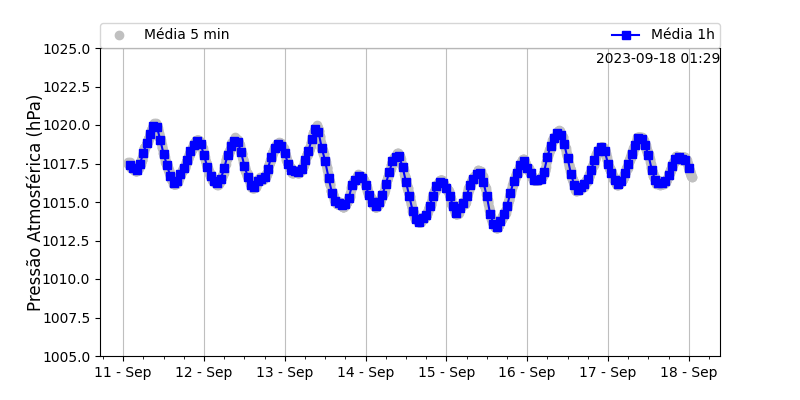 Média 5 min
Média 1h
2023-09-18 01:29
Pressão Atmosférica (hPa)
1025.0
1022.5
1020.0
1017.5
1015.0
1012.5
1010.0
1007.5
1005.0
11 - Sep
12 - Sep
13 - Sep
14 - Sep
15 - Sep
16 - Sep
17 - Sep
18 - Sep